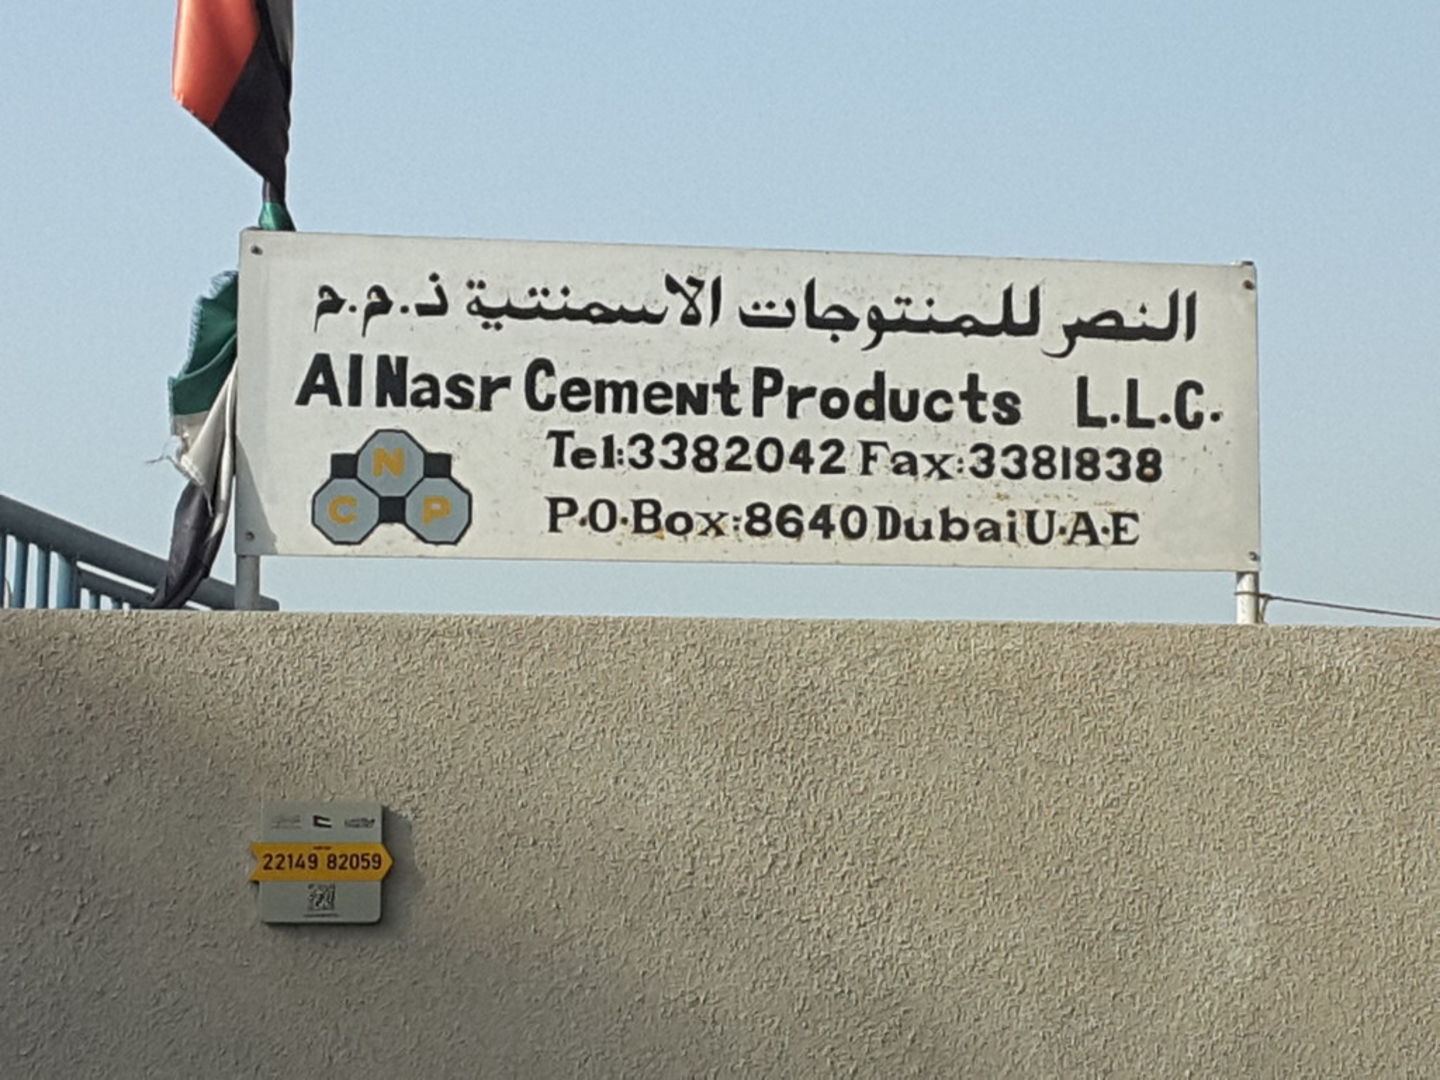 النصر للمنتوجات الاسمنتية ذ.م.م
Al Nasr Cement Products L.L.C.
Tel:3382042 Fax:3381838
P.O.Box:8640 Dubai U.A.E
N
C P
22149 82059